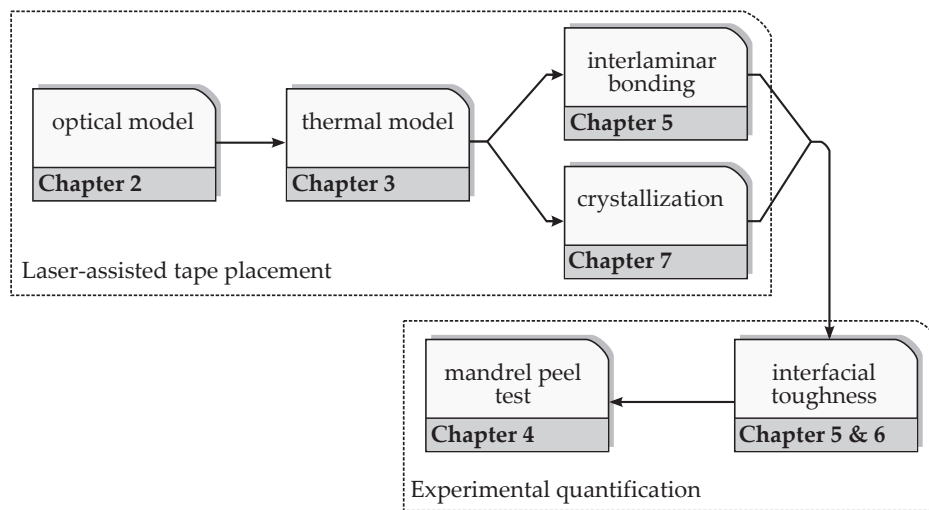 optical model
Chapter 2
thermal model
Chapter 3
interlaminar
bonding
Chapter 5
crystallization
Chapter 7
Laser-assisted tape placement
mandrel peel
test
Chapter 4
interfacial
toughness
Chapter 5 & 6
Experimental quantification